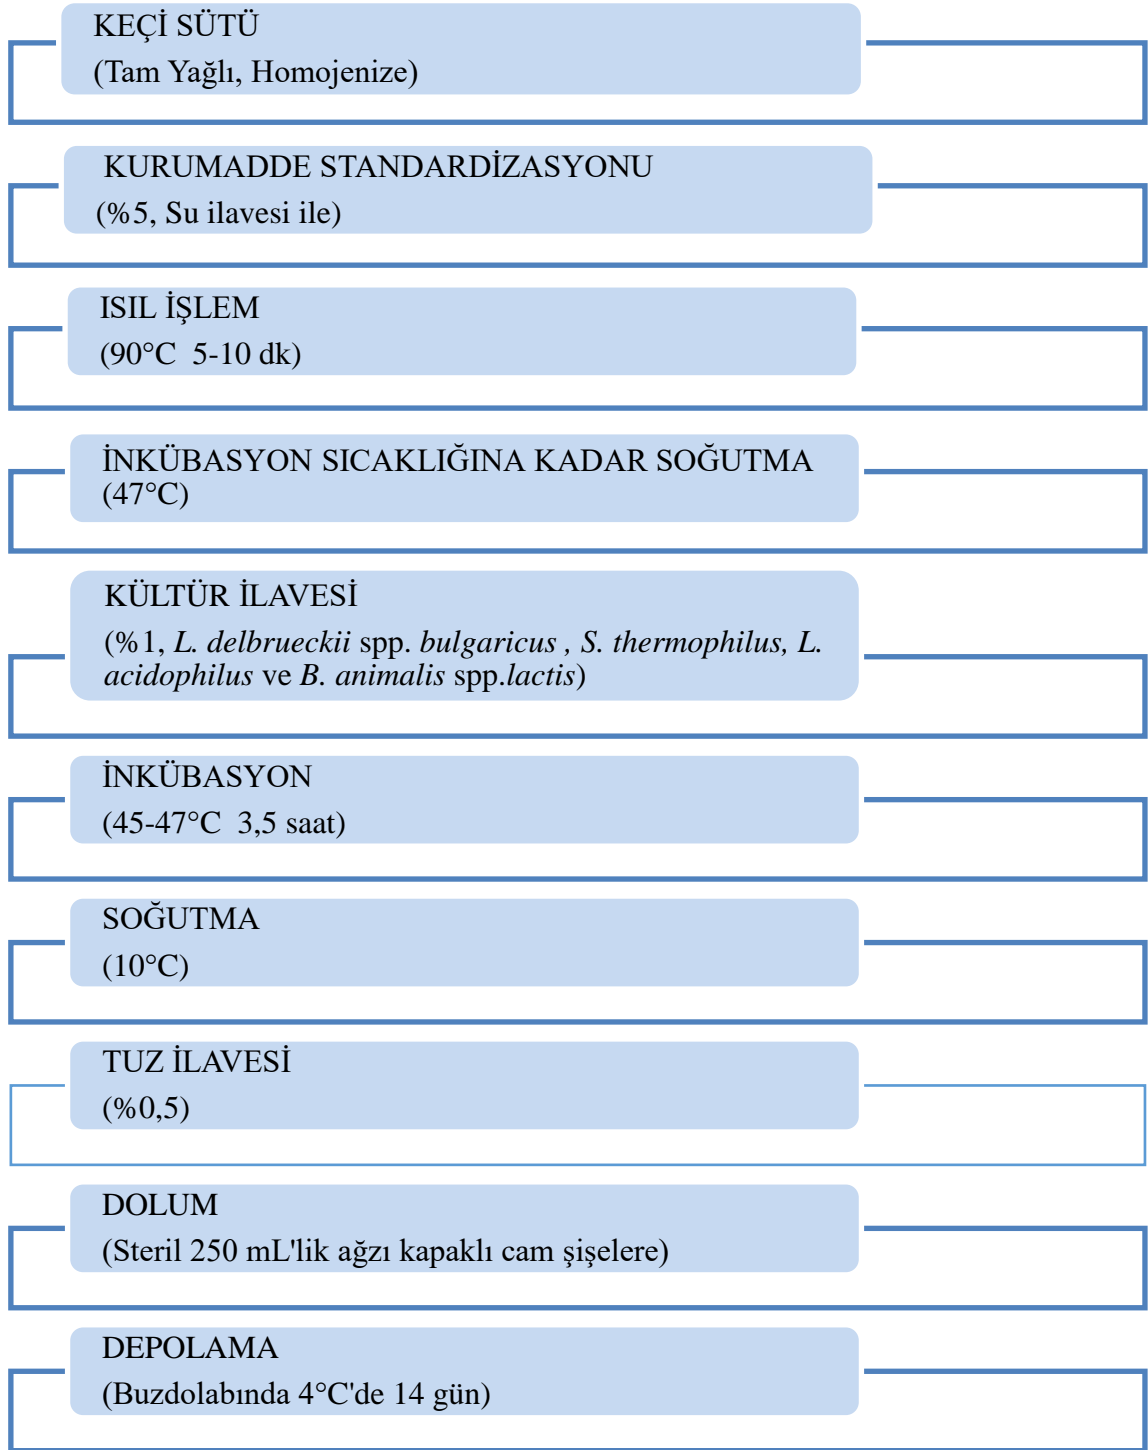 KEÇİ SÜTÜ
(Tam Yağlı, Homojenize)
KURUMADDE STANDARDİZASYONU
(%5, Su ilavesi ile)
ISIL İŞLEM
(90°C 5-10 dk)
İNKÜBASYON SICAKLIĞINA KADAR SOĞUTMA
(47°C)
KÜLTÜR İLAVESİ
(%1, L. delbrueckii spp. bulgaricus , S. thermophilus, L.
acidophilus ve B. animalis spp.lactis)
İNKÜBASYON
(45-47°C 3,5 saat)
SOĞUTMA
(10°C)
TUZ İLAVESİ
(%0,5)
DOLUM
(Steril 250 mL'lik ağzı kapaklı cam şişelere)
DEPOLAMA
(Buzdolabında 4°C'de 14 gün)